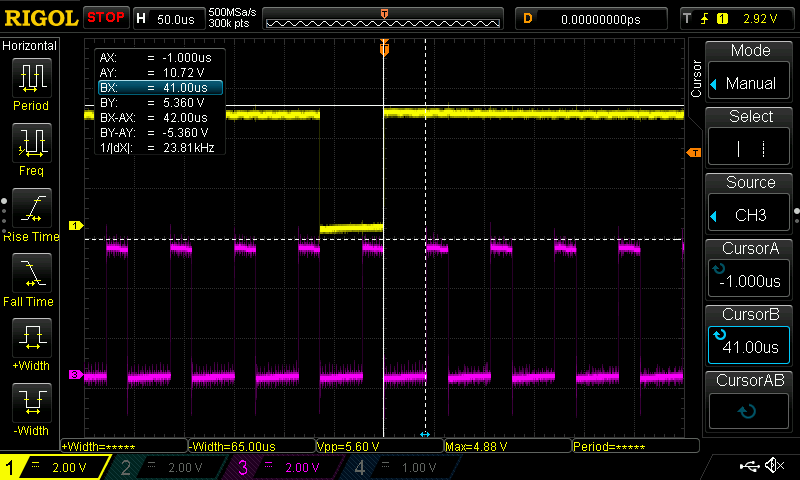 RIGOL STOP H 50.0us 500MSa/s 300k pts D 0.00000000ps T 1 2.92 V
Horizontal
Period
Freq
Rise Time
Fall Time
+Width
-Width
AX: = -1.000us
AY: = 10.72 V
BX: = 41.00us
BY: = 5.360 V
BX-AX: = 42.00us
BY-AY: = -5.360 V
1/|dX|: = 23.81kHz
T
T
1
3
Cursor
Mode
Manual
Select
Source
CH3
CursorA
-1.000us
CursorB
41.00us
CursorAB
+Width=***** -Width=65.00us Vpp=5.60 V Max=4.88 V Period=*****
1 = 2.00 V 2 = 2.00 V 3 = 2.00 V 4 = 1.00 V